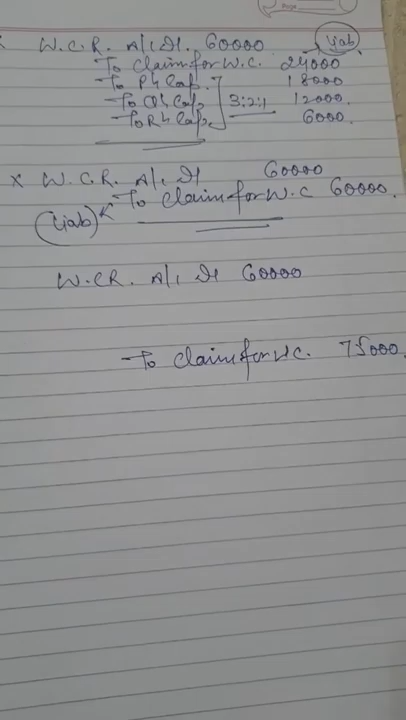 x W.C.R. A/c Dr. 60000 Liab
To Claim for W.C. 24000
To P's Cap. 18000
To Q's Cap. 3:2:1 12000
To R's Cap. 6000
x W.C.R. A/c Dr 60000
(Liab) To Claim for W.C 60000
W.C.R. A/c Dr 60000
To Claim for W.C. 75000